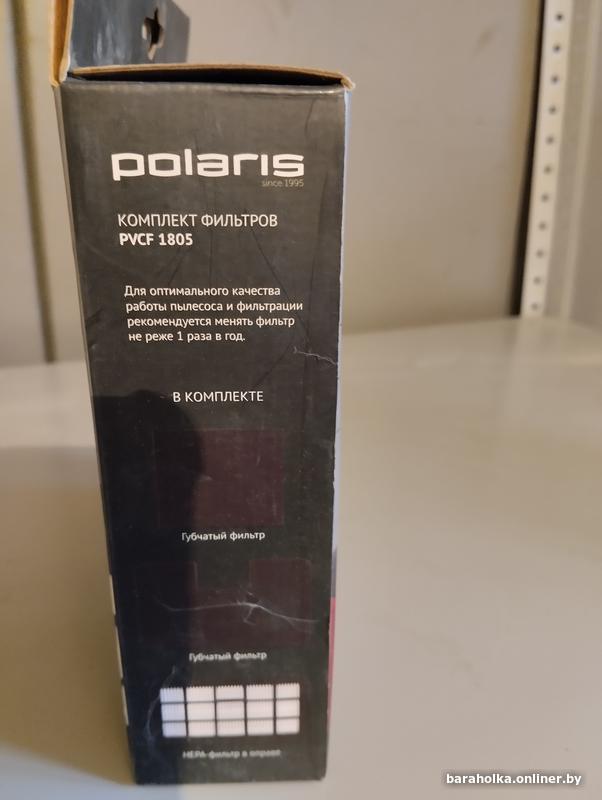 polaris
since 1995
КОМПЛЕКТ ФИЛЬТРОВ
PVCF 1805
Для оптимального качества
работы пылесоса и фильтрации
рекомендуется менять фильтр
не реже 1 раза в год.
В КОМПЛЕКТЕ
Губчатый фильтр
Губчатый фильтр
HEPA-фильтр в оправе
baraholka.onliner.by